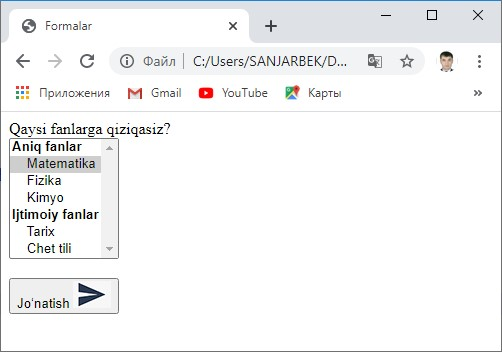 Formalar
Файл C:/Users/SANJARBEK/D...
Приложения Gmail YouTube Карты
Qaysi fanlarga qiziqasiz?
Aniq fanlar
Matematika
Fizika
Kimyo
Ijtimoiy fanlar
Tarix
Chet tili
Jo'natish